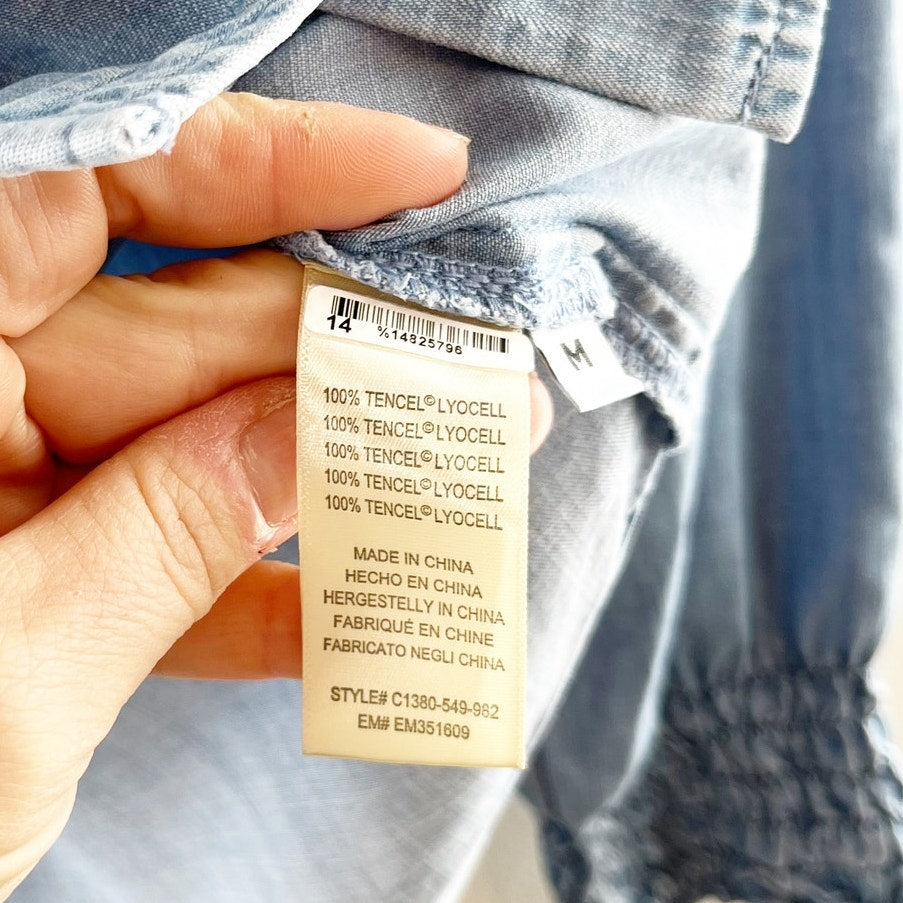 14 %14825796
M
100% TENCEL©LYOCELL
100% TENCEL©LYOCELL
100% TENCEL©LYOCELL
100% TENCEL©LYOCELL
100% TENCEL©LYOCELL
MADE IN CHINA
HECHO EN CHINA
HERGESTELLY IN CHINA
FABRIQUÉ EN CHINE
FABRICATO NEGLI CHINA
STYLE# C1380-549-982
EM# EM351609